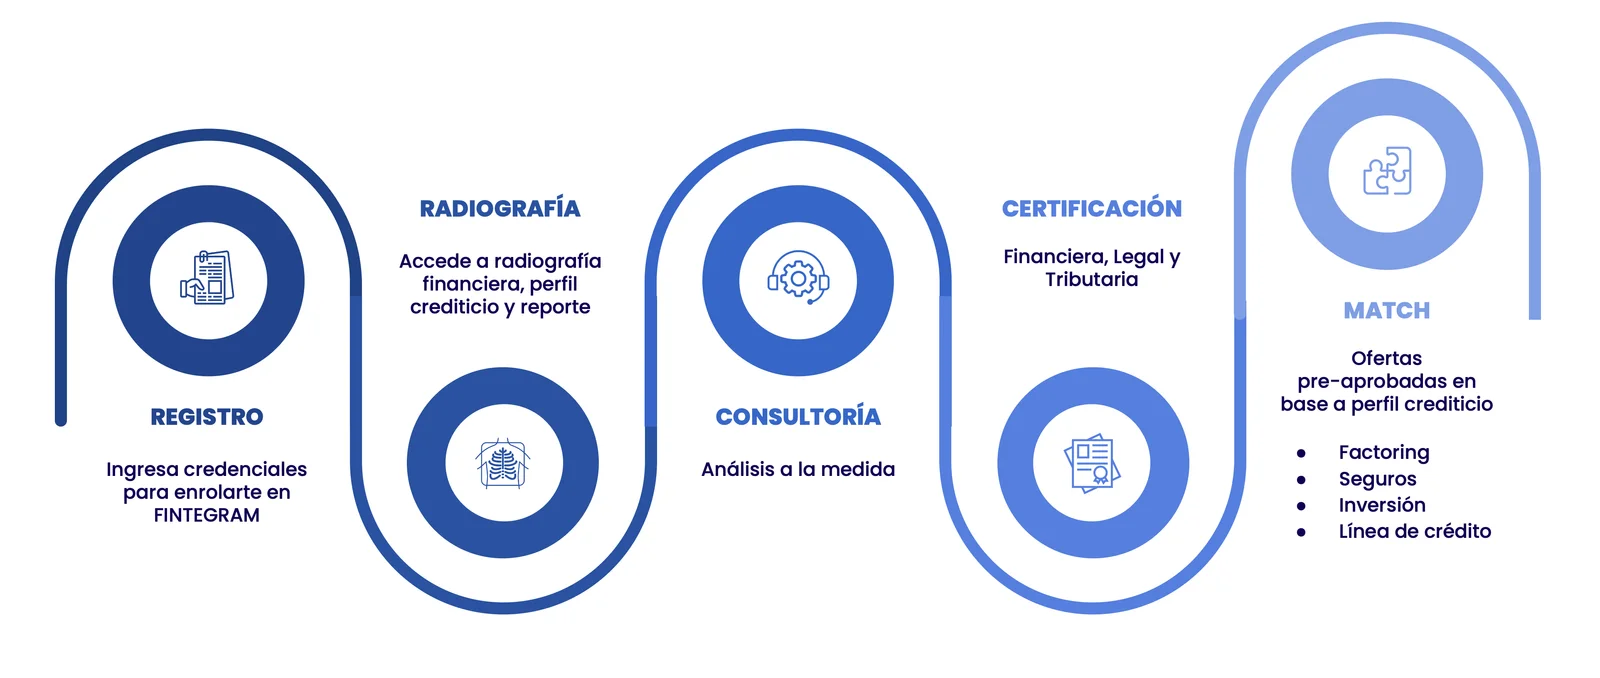 REGISTRO
Ingresa credenciales
para enrolarte en
FINTEGRAM
RADIOGRAFÍA
Accede a radiografía
financiera, perfil
crediticio y reporte
CONSULTORÍA
Análisis a la medida
CERTIFICACIÓN
Financiera, Legal y
Tributaria
MATCH
Ofertas
pre-aprobadas en
base a perfil crediticio
● Factoring
● Seguros
● Inversión
● Línea de crédito